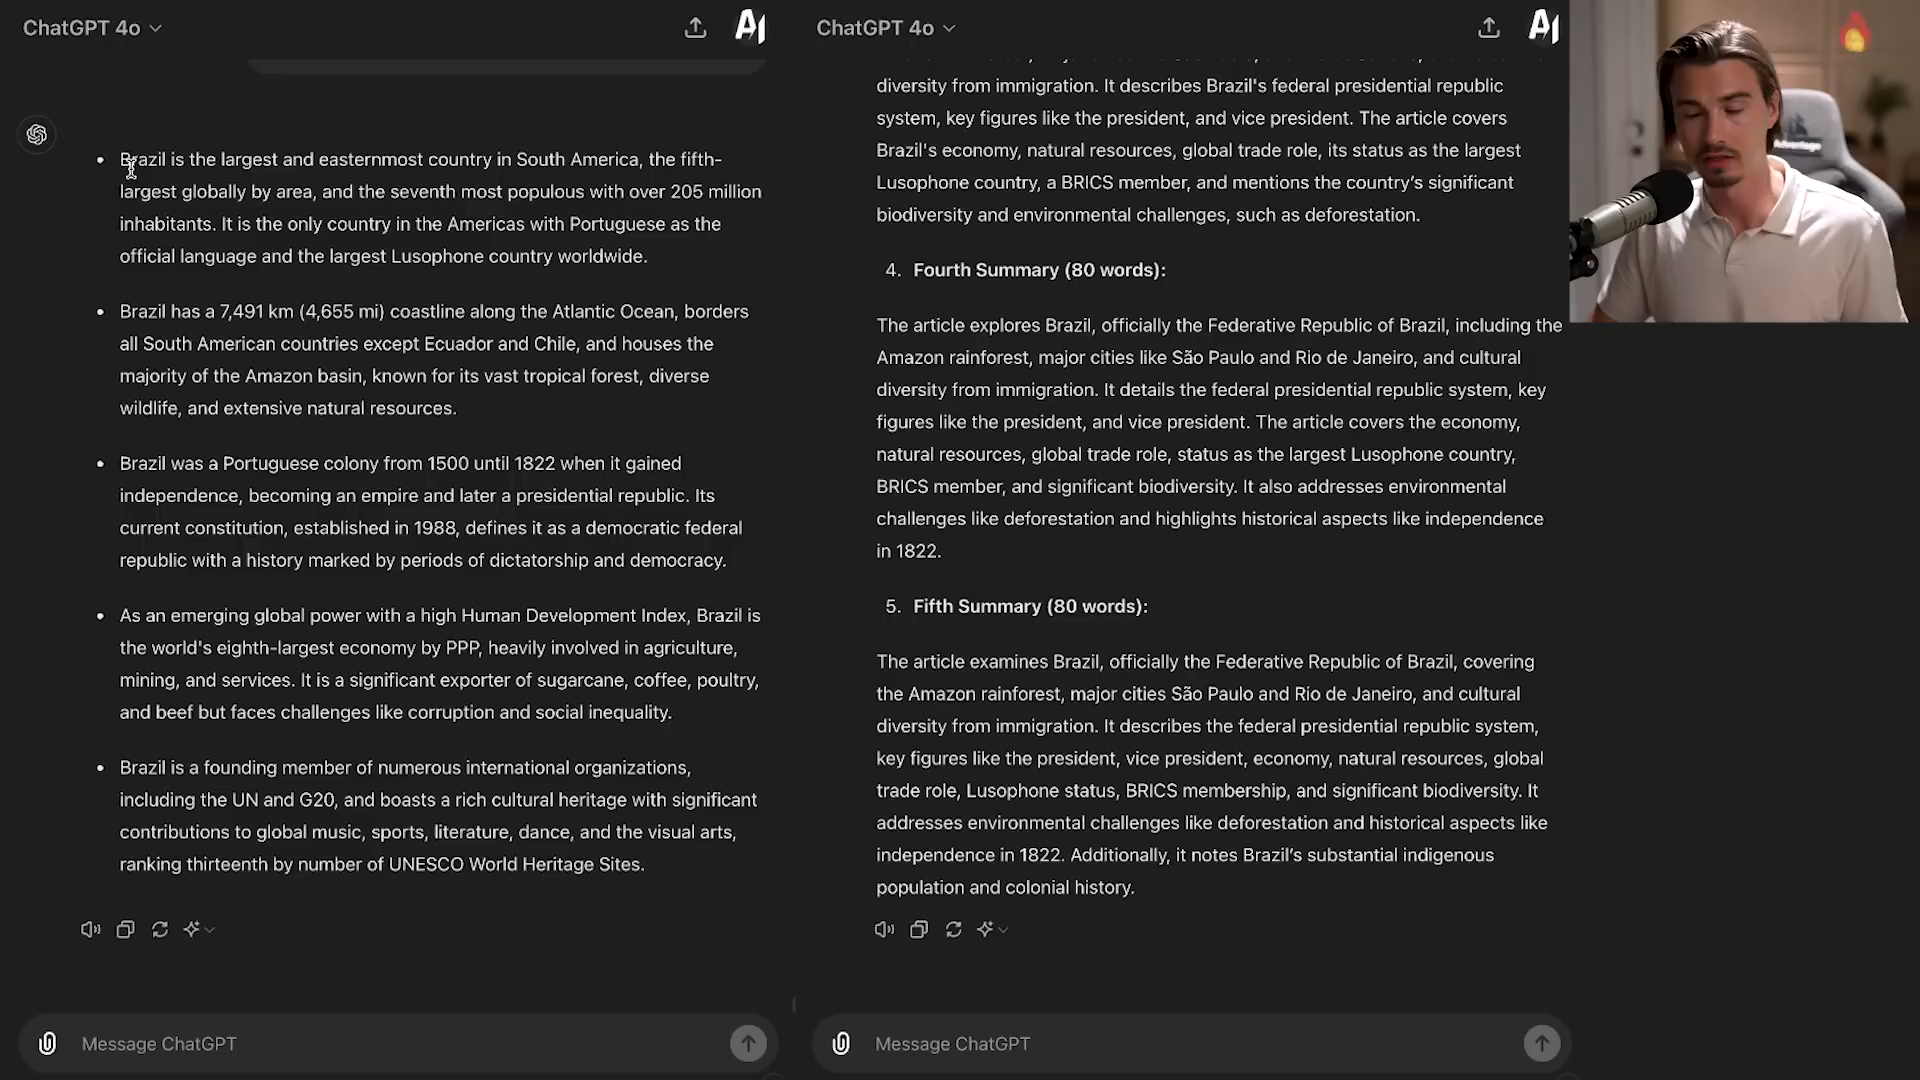 ChatGPT 4o
Brazil is the largest and easternmost country in South America, the fifth-
largest globally by area, and the seventh most populous with over 205 million
inhabitants. It is the only country in the Americas with Portuguese as the
official language and the largest Lusophone country worldwide.
Brazil has a 7,491 km (4,655 mi) coastline along the Atlantic Ocean, borders
all South American countries except Ecuador and Chile, and houses the
majority of the Amazon basin, known for its vast tropical forest, diverse
wildlife, and extensive natural resources.
Brazil was a Portuguese colony from 1500 until 1822 when it gained
independence, becoming an empire and later a presidential republic. Its
current constitution, established in 1988, defines it as a democratic federal
republic with a history marked by periods of dictatorship and democracy.
As an emerging global power with a high Human Development Index, Brazil is
the world's eighth-largest economy by PPP, heavily involved in agriculture,
mining, and services. It is a significant exporter of sugarcane, coffee, poultry,
and beef but faces challenges like corruption and social inequality.
Brazil is a founding member of numerous international organizations,
including the UN and G20, and boasts a rich cultural heritage with significant
contributions to global music, sports, literature, dance, and the visual arts,
ranking thirteenth by number of UNESCO World Heritage Sites.
Message ChatGPT
ChatGPT 4o
diversity from immigration. It describes Brazil's federal presidential republic
system, key figures like the president, and vice president. The article covers
Brazil's economy, natural resources, global trade role, its status as the largest
Lusophone country, a BRICS member, and mentions the country's significant
biodiversity and environmental challenges, such as deforestation.
4. Fourth Summary (80 words):
The article explores Brazil, officially the Federative Republic of Brazil, including the
Amazon rainforest, major cities like São Paulo and Rio de Janeiro, and cultural
diversity from immigration. It details the federal presidential republic system, key
figures like the president, and vice president. The article covers the economy,
natural resources, global trade role, status as the largest Lusophone country,
BRICS member, and significant biodiversity. It also addresses environmental
challenges like deforestation and highlights historical aspects like independence
in 1822.
5. Fifth Summary (80 words):
The article examines Brazil, officially the Federative Republic of Brazil, covering
the Amazon rainforest, major cities São Paulo and Rio de Janeiro, and cultural
diversity from immigration. It describes the federal presidential republic system,
key figures like the president, vice president, economy, natural resources, global
trade role, Lusophone status, BRICS membership, and significant biodiversity. It
addresses environmental challenges like deforestation and historical aspects like
independence in 1822. Additionally, it notes Brazil's substantial indigenous
population and colonial history.
Message ChatGPT
Advantage